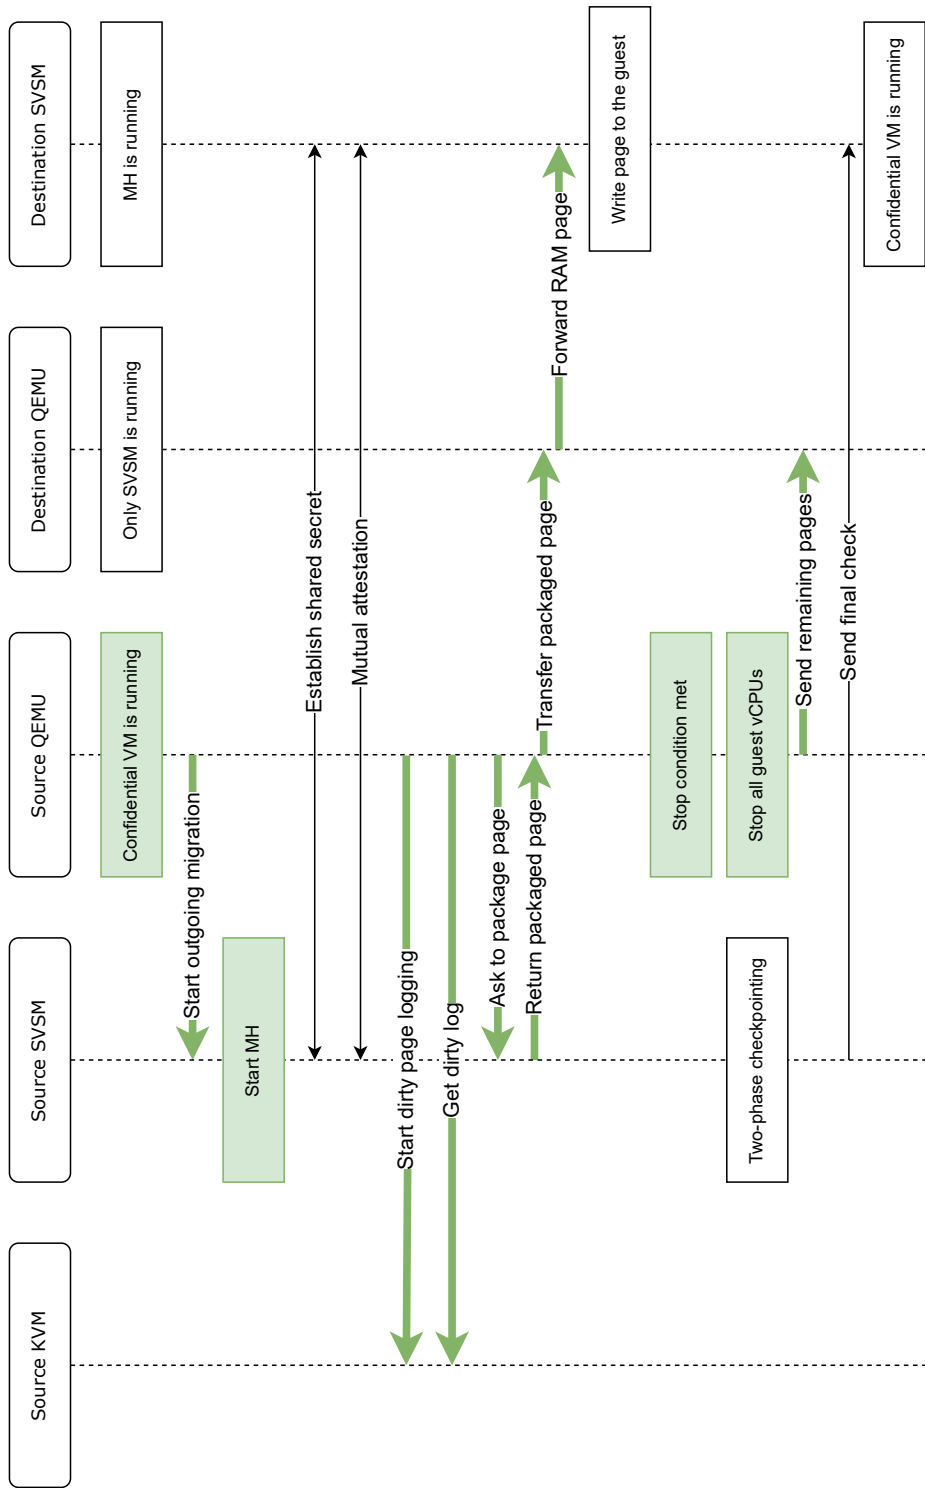 Source KVM
Source SVSM
Source QEMU
Destination QEMU
Destination SVSM
Confidential VM is running
Only SVSM is running
MH is running
Start outgoing migration
Start MH
Establish shared secret
Mutual attestation
Start dirty page logging
Get dirty log
Ask to package page
Return packaged page
Transfer packaged page
Forward RAM page
Write page to the guest
Stop condition met
Two-phase checkpointing
Stop all guest vCPUs
Send remaining pages
Send final check
Confidential VM is running